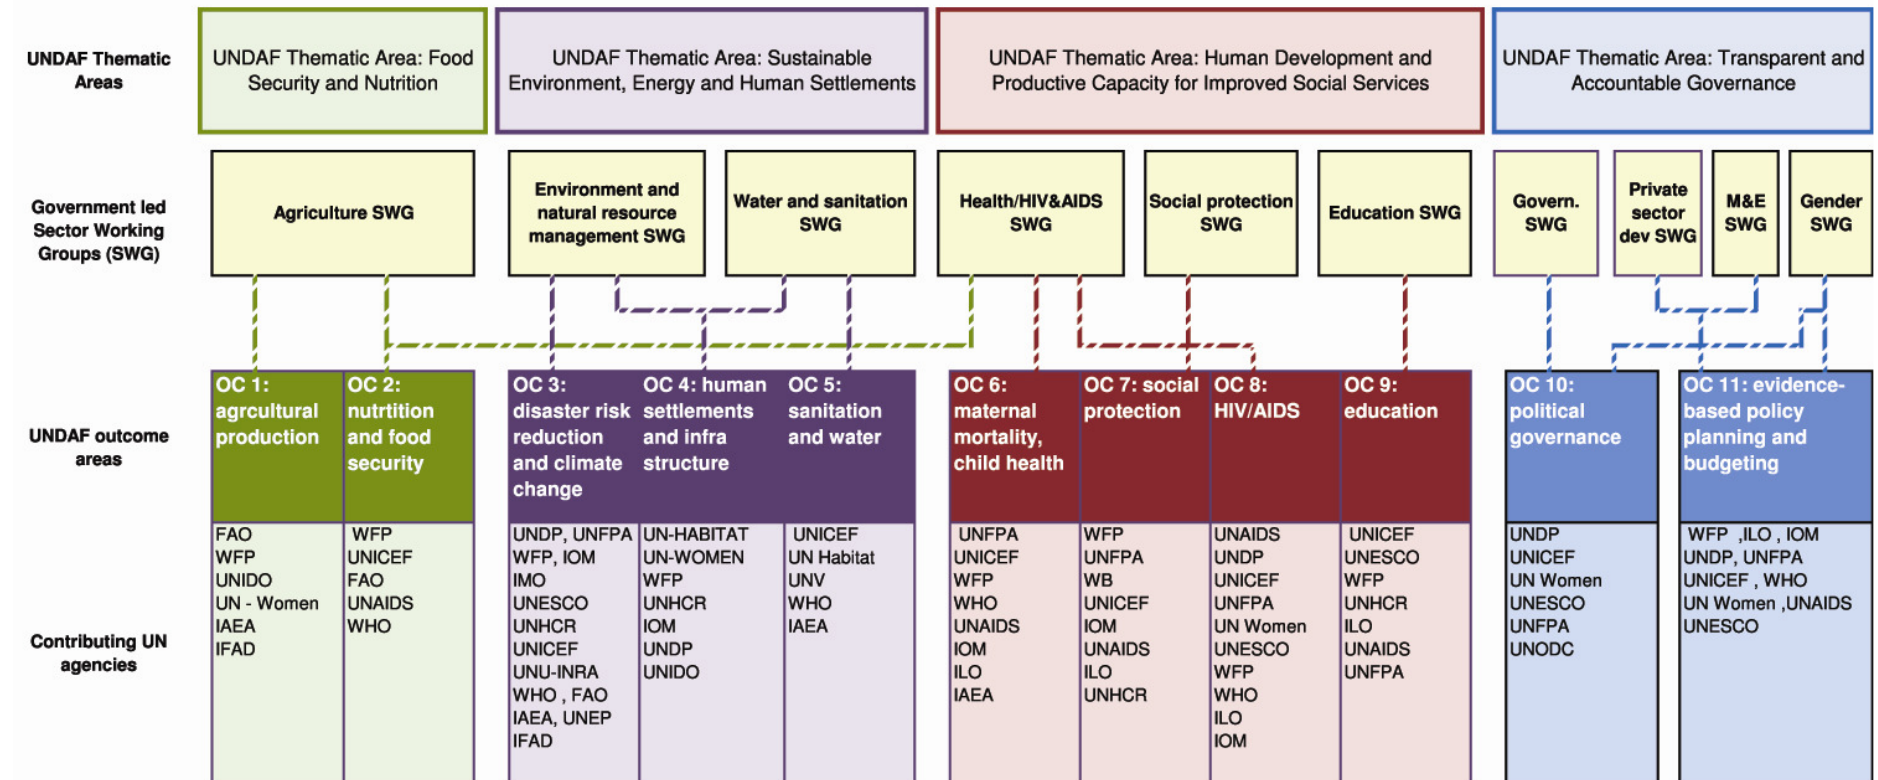 UNDAF Thematic
Areas
UNDAF Thematic Area: Food
Security and Nutrition
UNDAF Thematic Area: Sustainable
Environment, Energy and Human Settlements
UNDAF Thematic Area: Human Development and
Productive Capacity for Improved Social Services
UNDAF Thematic Area: Transparent and
Accountable Governance
Government led
Sector Working
Groups (SWG)
Agriculture SWG
Environment and
natural resource
management SWG
Water and sanitation
SWG
Health/HIV&AIDS
SWG
Social protection
SWG
Education SWG
Govern.
SWG
Private
sector
dev SWG
M&E
SWG
Gender
SWG
UNDAF outcome
areas
OC 1:
agrcultural
production
OC 2:
nutrtition
and food
security
OC 3:
disaster risk
reduction
and climate
change
OC 4: human
settlements
and infra
structure
OC 5:
sanitation
and water
OC 6:
maternal
mortality,
child health
OC 7: social
protection
OC 8:
HIV/AIDS
OC 9:
education
OC 10:
political
governance
OC 11: evidence-
based policy
planning and
budgeting
Contributing UN
agencies
FAO
WFP
UNIDO
UN - Women
IAEA
IFAD
WFP
UNICEF
FAO
UNAIDS
WHO
UNDP, UNFPA
WFP, IOM
IMO
UNESCO
UNHCR
UNICEF
UNU-INRA
WHO , FAO
IAEA, UNEP
IFAD
UN-HABITAT
UN-WOMEN
WFP
UNHCR
IOM
UNDP
UNIDO
UNICEF
UN Habitat
UNV
WHO
IAEA
UNFPA
UNICEF
WFP
WHO
UNAIDS
IOM
ILO
IAEA
WFP
UNFPA
WB
UNICEF
IOM
UNAIDS
ILO
UNHCR
UNAIDS
UNDP
UNICEF
UNFPA
UN Women
UNESCO
WFP
WHO
ILO
IOM
UNICEF
UNESCO
WFP
UNHCR
ILO
UNAIDS
UNFPA
UNDP
UNICEF
UN Women
UNESCO
UNFPA
UNODC
WFP ,ILO , IOM
UNDP, UNFPA
UNICEF , WHO
UN Women ,UNAIDS
UNESCO